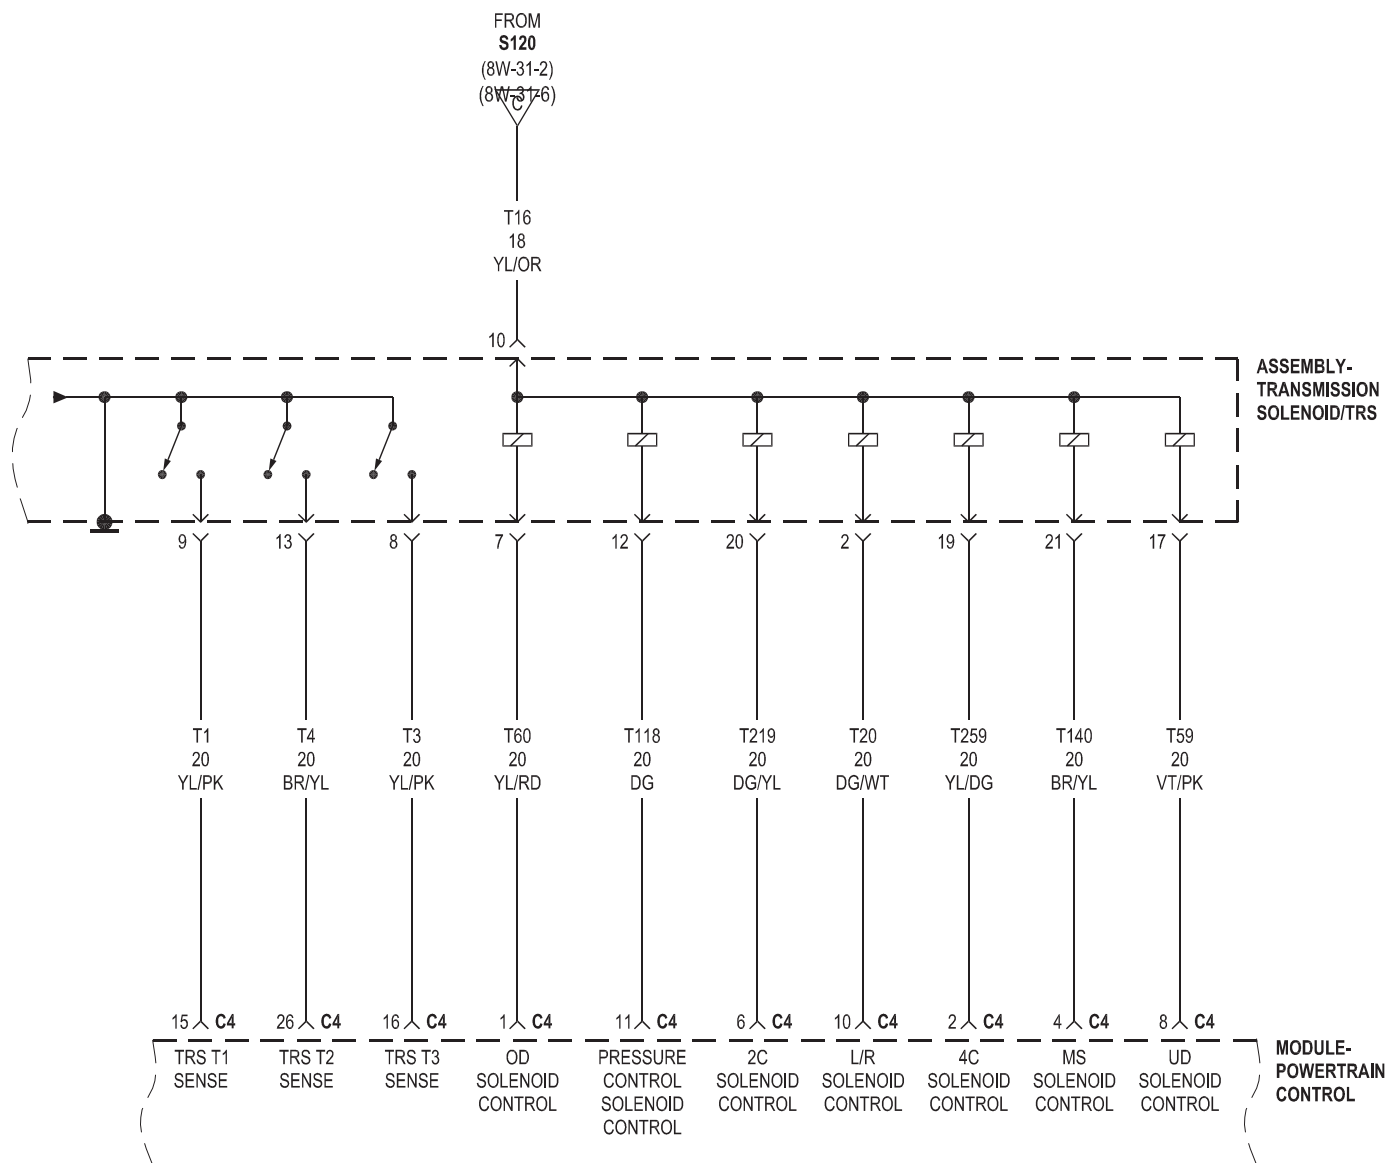 FROM
S120
(8W-31-2)
(8W-31-6)
C
T16
18
YL/OR
10
ASSEMBLY-
TRANSMISSION
SOLENOID/TRS
9 13 8 7 12 20 2 19 21 17
T1 T4 T3 T60 T118 T219 T20 T259 T140 T59
20 20 20 20 20 20 20 20 20 20
YL/PK BR/YL YL/PK YL/RD DG DG/YL DG/WT YL/DG BR/YL VT/PK
15 C4 26 C4 16 C4 1 C4 11 C4 6 C4 10 C4 2 C4 4 C4 8 C4
TRS T1
SENSE
TRS T2
SENSE
TRS T3
SENSE
OD
SOLENOID
CONTROL
PRESSURE
CONTROL
SOLENOID
CONTROL
2C
SOLENOID
CONTROL
L/R
SOLENOID
CONTROL
4C
SOLENOID
CONTROL
MS
SOLENOID
CONTROL
UD
SOLENOID
CONTROL
MODULE-
POWERTRAIN
CONTROL